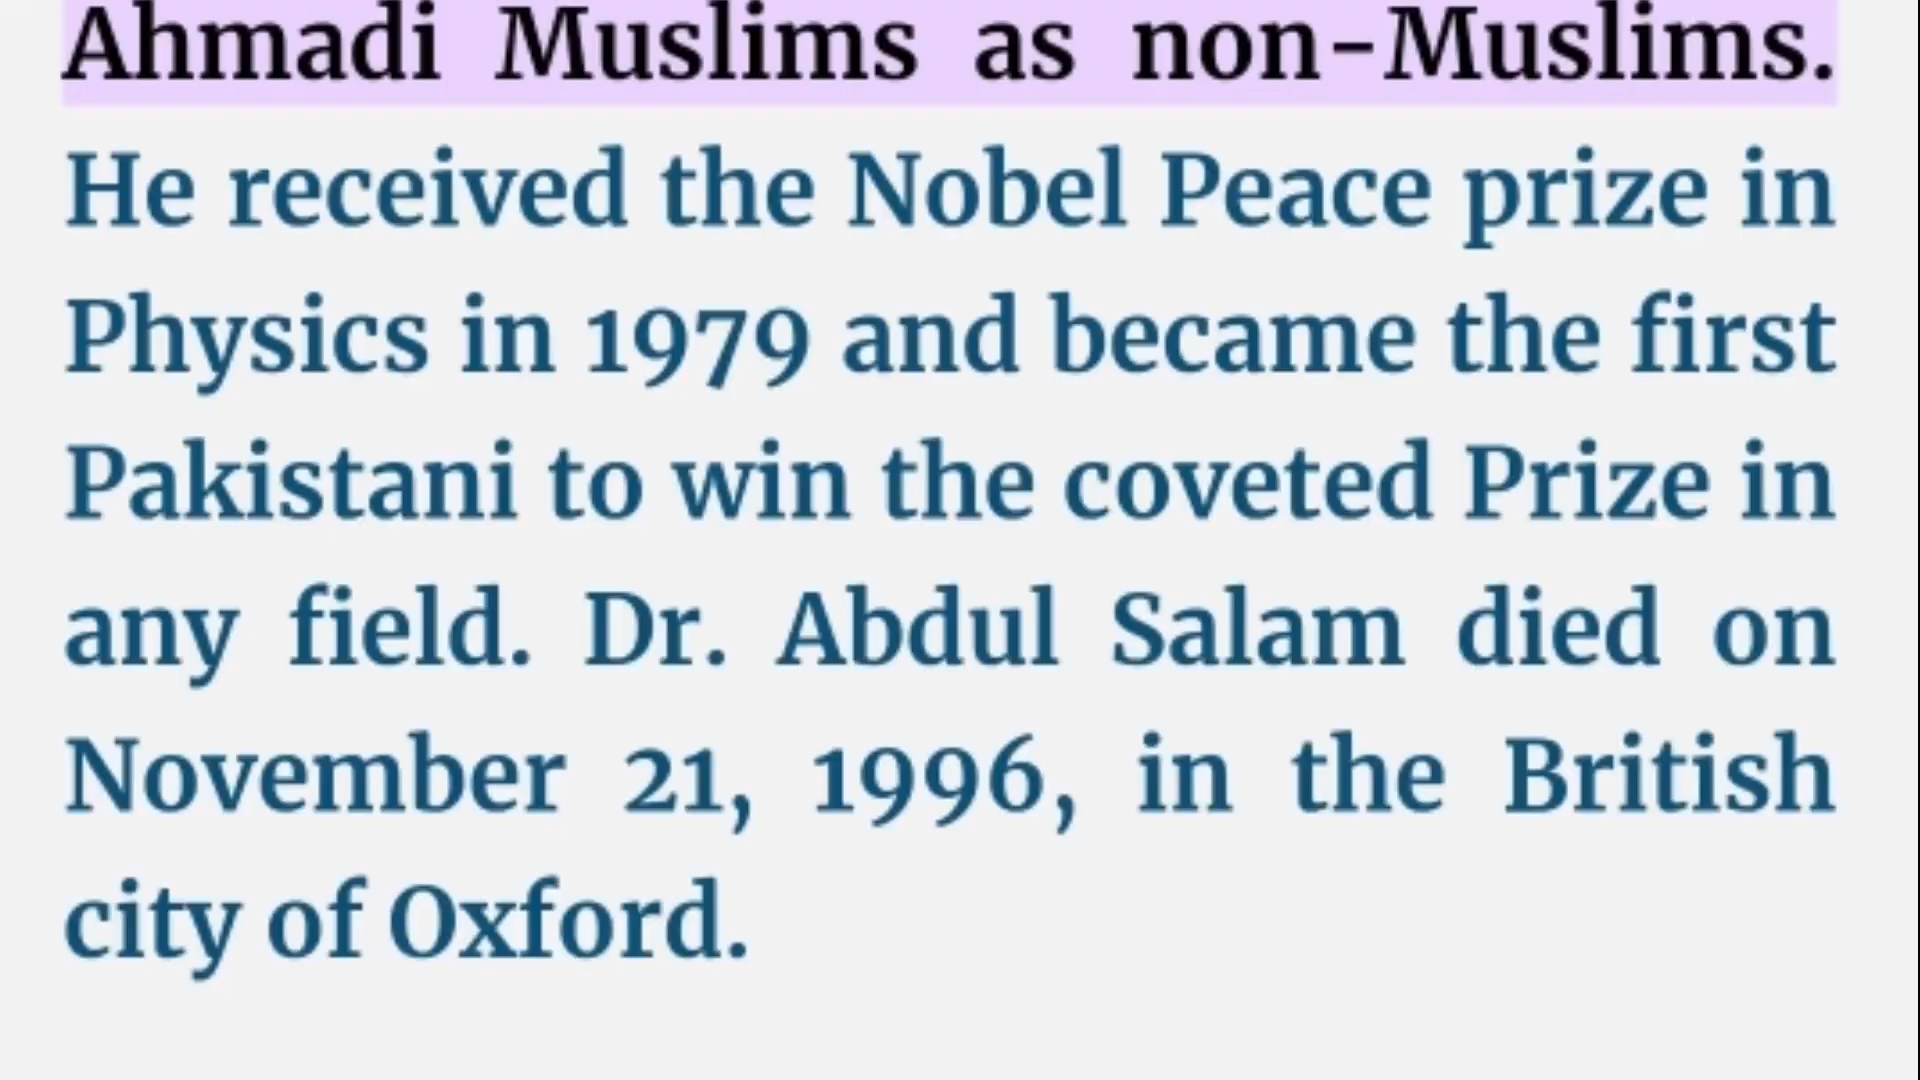 Ahmadi Muslims as non-Muslims.
He received the Nobel Peace prize in
Physics in 1979 and became the first
Pakistani to win the coveted Prize in
any field. Dr. Abdul Salam died on
November 21, 1996, in the British
city of Oxford.